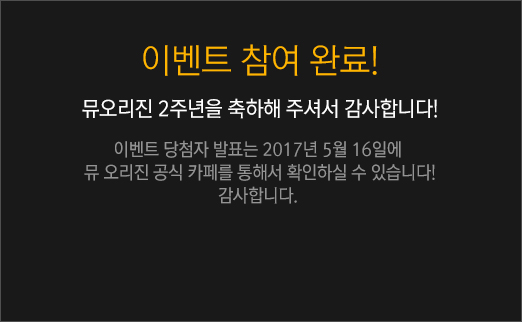 이벤트 참여 완료!
뮤오리진 2주년을 축하해 주셔서 감사합니다!
이벤트 당첨자 발표는 2017년 5월 16일에
뮤 오리진 공식 카페를 통해서 확인하실 수 있습니다!
감사합니다.